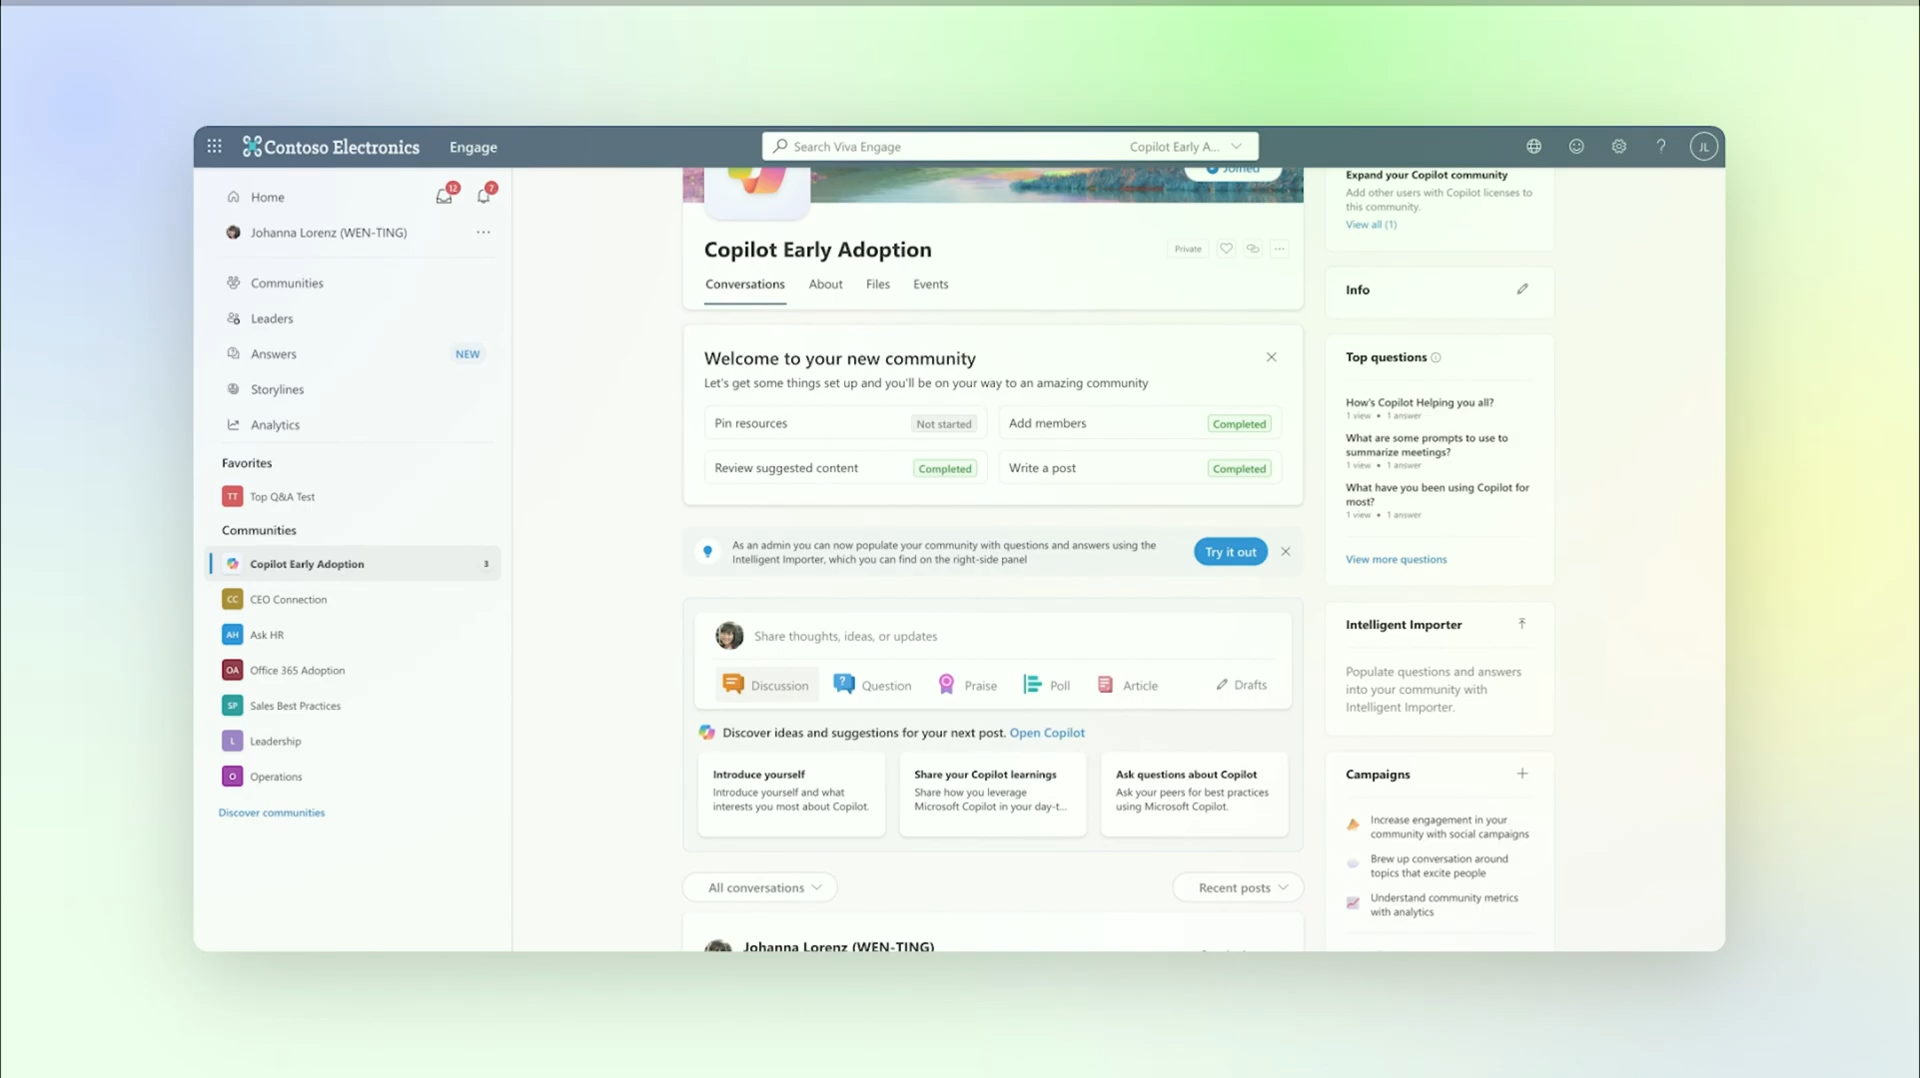 Contoso Electronics
Engage
Search Viva Engage
Copilot Early A...
?
JL
Home
12
7
Johanna Lorenz (WEN-TING)
...
Communities
Leaders
Answers
NEW
Storylines
Analytics
Favorites
TT
Top Q&A Test
Communities
Copilot Early Adoption
3
CC
CEO Connection
AH
Ask HR
OA
Office 365 Adoption
SP
Sales Best Practices
L
Leadership
O
Operations
Discover communities
Joined
Copilot Early Adoption
Private
Conversations
About
Files
Events
Welcome to your new community
Let's get some things set up and you'll be on your way to an amazing community
Pin resources
Not started
Add members
Completed
Review suggested content
Completed
Write a post
Completed
As an admin you can now populate your community with questions and answers using the
Intelligent Importer, which you can find on the right-side panel
Try it out
Share thoughts, ideas, or updates
Discussion
Question
Praise
Poll
Article
Drafts
Discover ideas and suggestions for your next post. Open Copilot
Introduce yourself
Introduce yourself and what
interests you most about Copilot.
Share your Copilot learnings
Share how you leverage
Microsoft Copilot in your day-t...
Ask questions about Copilot
Ask your peers for best practices
using Microsoft Copilot.
All conversations
Recent posts
Johanna Lorenz (WEN-TING)
Expand your Copilot community
Add other users with Copilot licenses to
this community.
View all (1)
Info
Top questions
How's Copilot Helping you all?
1 view • 1 answer
What are some prompts to use to
summarize meetings?
1 view • 1 answer
What have you been using Copilot for
most?
1 view • 1 answer
View more questions
Intelligent Importer
Populate questions and answers
into your community with
Intelligent Importer.
Campaigns
Increase engagement in your
community with social campaigns
Brew up conversation around
topics that excite people
Understand community metrics
with analytics